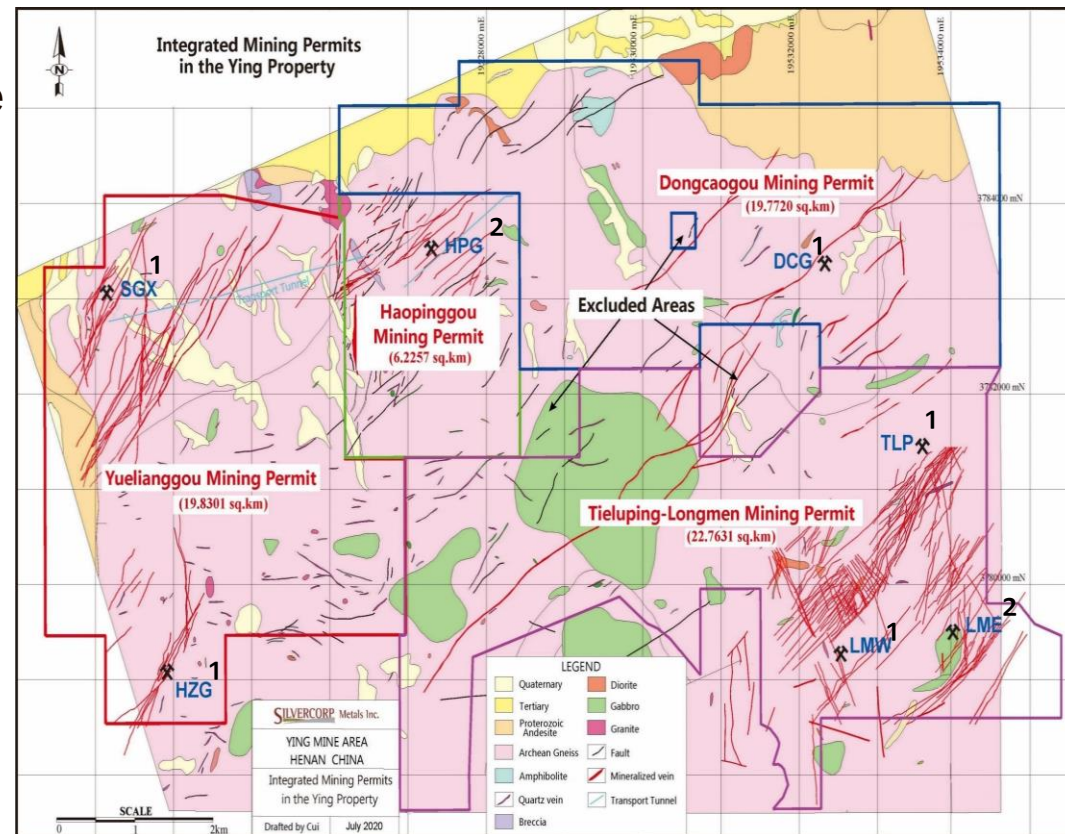 e
Integrated Mining Permits
in the Ying Property
N
19528000 mE
19530000 mE
19532000 mE
19534000 mE
3784000 mN
3782000 mN
3780000 mN
Dongcaogou Mining Permit
(19.7720 sq.km)
HPG 2
DCG 1
SGX 1
Transport Tunnel
Excluded Areas
Haopinggou
Mining Permit
(6.2257 sq.km)
TLP 1
Yuelianggou Mining Permit
(19.8301 sq.km)
Tieluping-Longmen Mining Permit
(22.7631 sq.km)
LMW 1
LME 2
HZG 1
LEGEND
Quaternary
Tertiary
Proterozoic
Andesite
Archean Gneiss
Amphibolite
Quartz vein
Breccia
Diorite
Gabbro
Granite
Fault
Mineralized vein
Transport Tunnel
SILVERCORP Metals Inc.
YING MINE AREA
HENAN CHINA
Integrated Mining Permits
in the Ying Property
Drafted by Cui July 2020
SCALE
0 1 2km